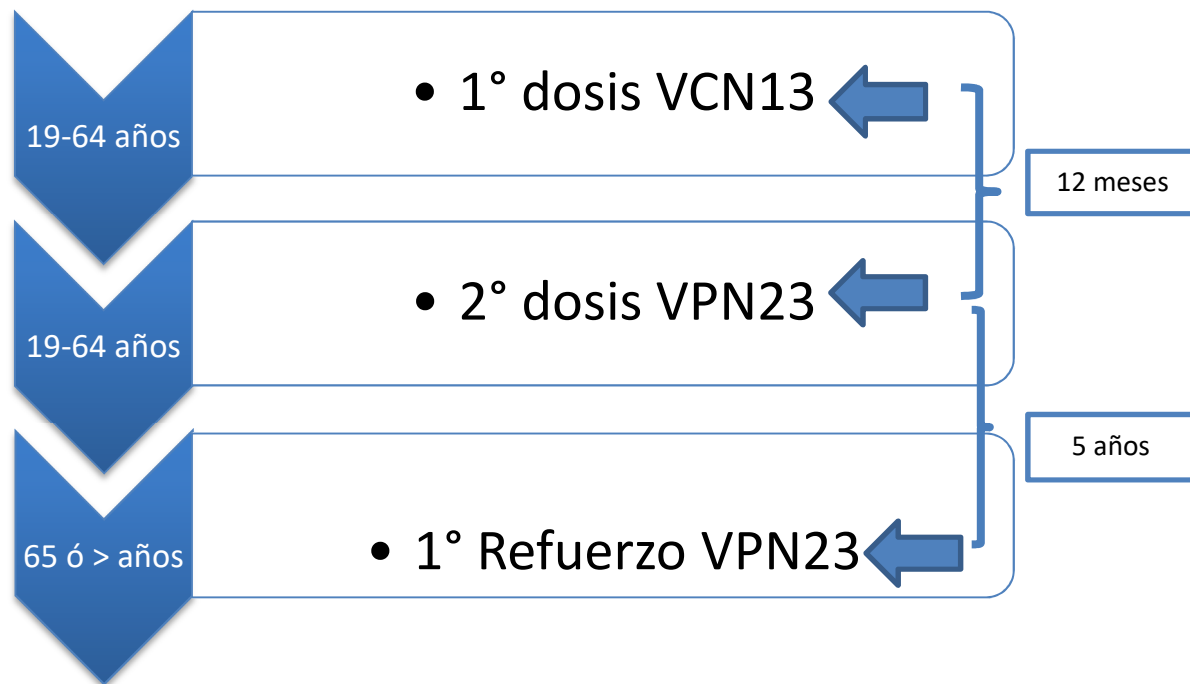 19-64 años
• 1° dosis VCN13
12 meses
19-64 años
• 2° dosis VPN23
5 años
65 ó > años
• 1° Refuerzo VPN23